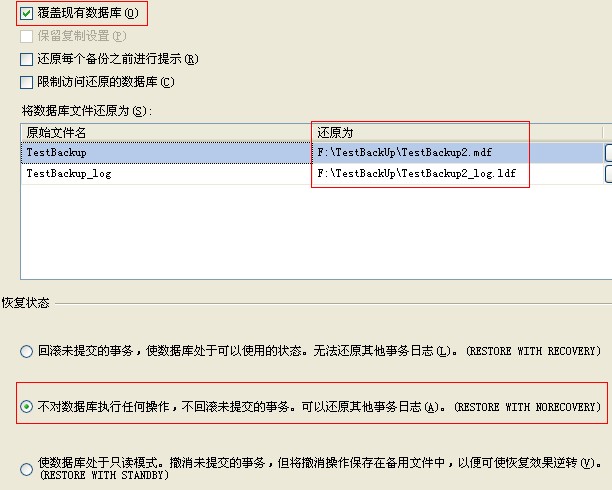 覆盖现有数据库(O)
保留复制设置(P)
还原每个备份之前进行提示(R)
限制访问还原的数据库(C)
将数据库文件还原为(S):
原始文件名 还原为
TestBackup F:\TestBackUp\TestBackup2.mdf
TestBackup_log F:\TestBackUp\TestBackup2_log.ldf
恢复状态
回滚未提交的事务，使数据库处于可以使用的状态。无法还原其他事务日志(L)。(RESTORE WITH RECOVERY)
不对数据库执行任何操作，不回滚未提交的事务。可以还原其他事务日志(A)。(RESTORE WITH NORECOVERY)
使数据库处于只读模式。撤消未提交的事务，但将撤消操作保存在备用文件中，以便可使恢复效果逆转(V)。
(RESTORE WITH STANDBY)